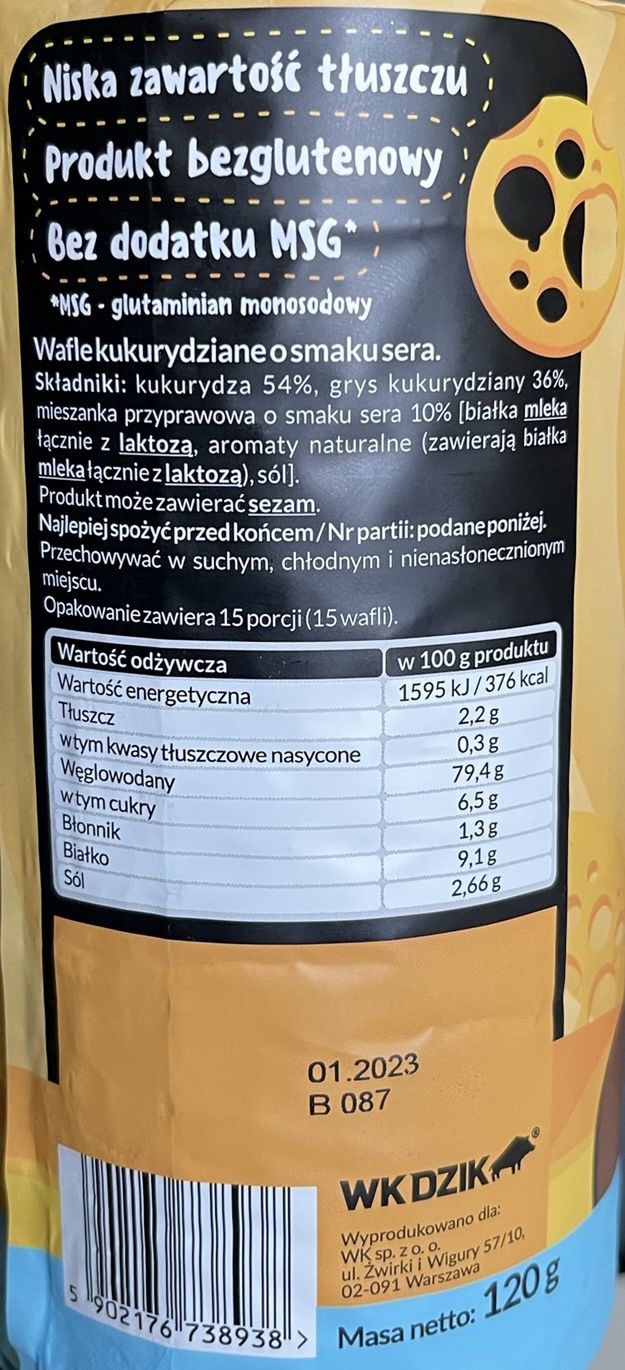 Niska zawartość tłuszczu
Produkt bezglutenowy
Bez dodatku MSG*
*MSG - glutaminian monosodowy
Wafle kukurydziane o smaku sera.
Składniki: kukurydza 54%, grys kukurydziany 36%,
mieszanka przyprawowa o smaku sera 10% [białka mleka
łącznie z laktozą, aromaty naturalne (zawierają białka
mleka łącznie z laktozą), sól].
Produkt może zawierać sezam.
Najlepiej spożyć przed końcem / Nr partii: podane poniżej.
Przechowywać w suchym, chłodnym i nienasłonecznionym
miejscu.
Opakowanie zawiera 15 porcji (15 wafli).
Wartość odżywcza w 100 g produktu
Wartość energetyczna 1595 kJ / 376 kcal
Tłuszcz 2,2 g
w tym kwasy tłuszczowe nasycone 0,3 g
Węglowodany 79,4 g
w tym cukry 6,5 g
Błonnik 1,3 g
Białko 9,1 g
Sól 2,66 g
01.2023
B 087
WK DZIK®
Wyprodukowano dla:
WK sp. z o. o.
ul. Żwirki i Wigury 57/10,
02-091 Warszawa
5 902176 738938 >
Masa netto: 120 g